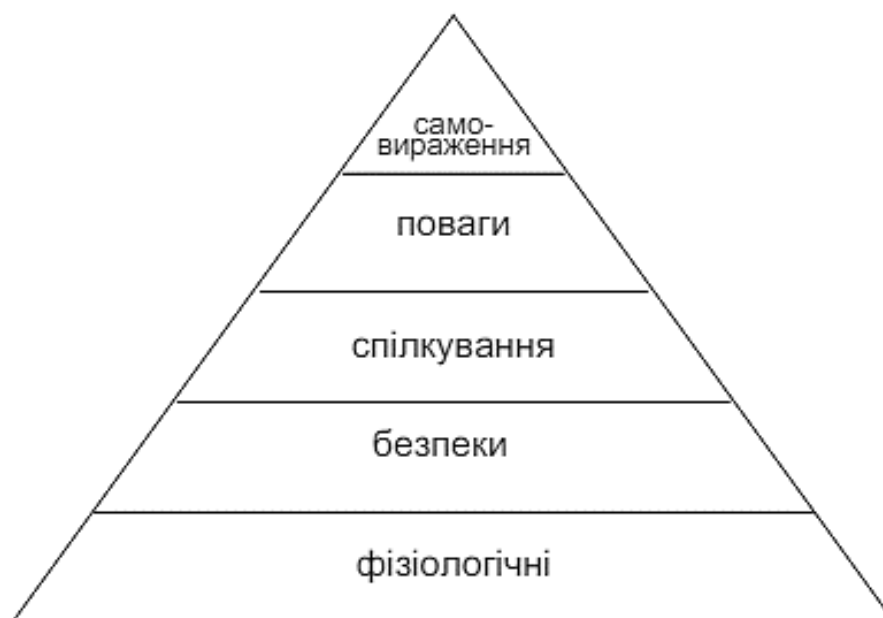 само-
вираження
поваги
спілкування
безпеки
фізіологічні